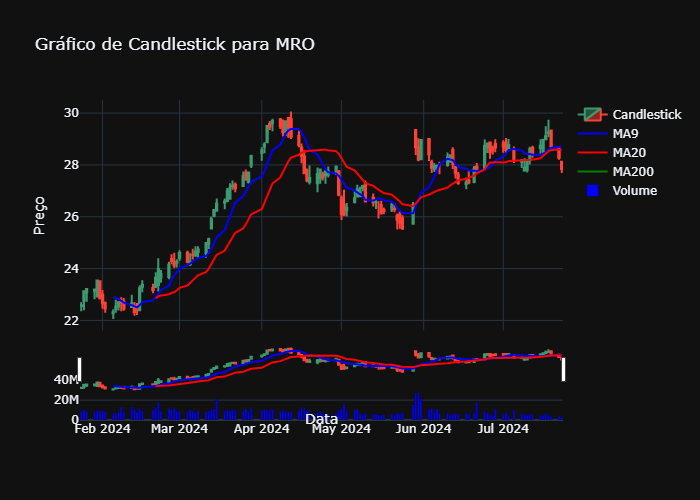 Gráfico de Candlestick para MRO
30
28
26
24
22
Preço
Candlestick
MA9
MA20
MA200
Volume
40M
20M
0
Data
Feb 2024
Mar 2024
Apr 2024
May 2024
Jun 2024
Jul 2024